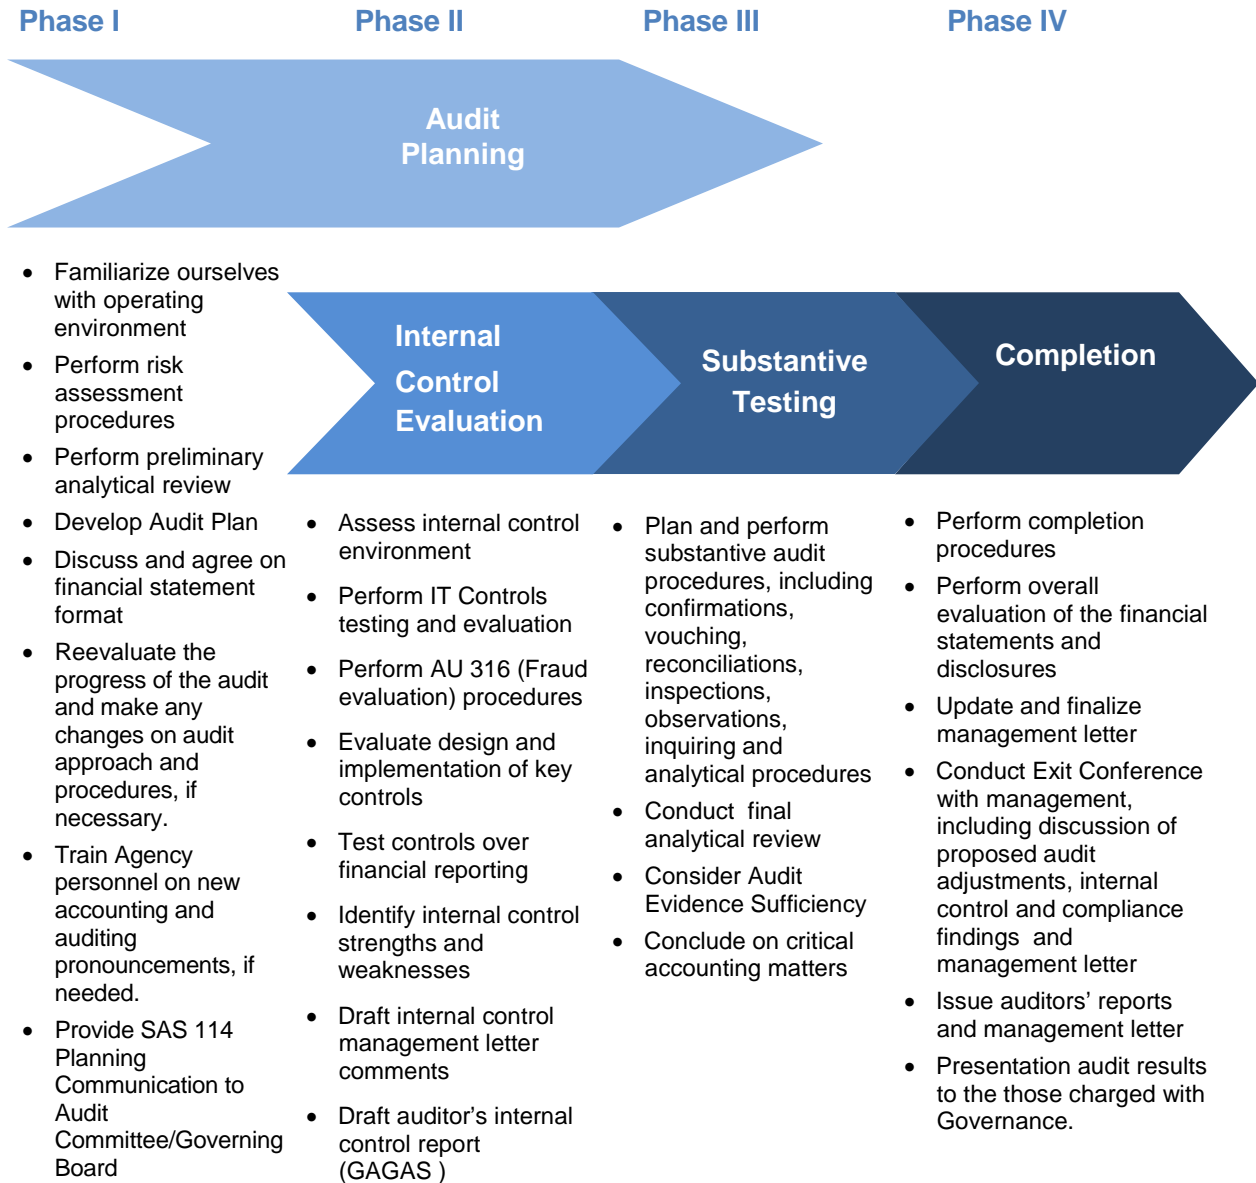 Phase I
Phase II
Phase III
Phase IV
Audit
Planning
• Familiarize ourselves
with operating
environment
• Perform risk
assessment
procedures
• Perform preliminary
analytical review
• Develop Audit Plan
• Discuss and agree on
financial statement
format
• Reevaluate the
progress of the audit
and make any
changes on audit
approach and
procedures, if
necessary.
• Train Agency
personnel on new
accounting and
auditing
pronouncements, if
needed.
• Provide SAS 114
Planning
Communication to
Audit
Committee/Governing
Board
Internal
Control
Evaluation
• Assess internal control
environment
• Perform IT Controls
testing and evaluation
• Perform AU 316 (Fraud
evaluation) procedures
• Evaluate design and
implementation of key
controls
• Test controls over
financial reporting
• Identify internal control
strengths and
weaknesses
• Draft internal control
management letter
comments
• Draft auditor’s internal
control report
(GAGAS )
Substantive
Testing
• Plan and perform
substantive audit
procedures, including
confirmations,
vouching,
reconciliations,
inspections,
observations,
inquiring and
analytical procedures
• Conduct  final
analytical review
• Consider Audit
Evidence Sufficiency
• Conclude on critical
accounting matters
Completion
• Perform completion
procedures
• Perform overall
evaluation of the financial
statements and
disclosures
• Update and finalize
management letter
• Conduct Exit Conference
with management,
including discussion of
proposed audit
adjustments, internal
control and compliance
findings  and
management letter
• Issue auditors’ reports
and management letter
• Presentation audit results
to the those charged with
Governance.